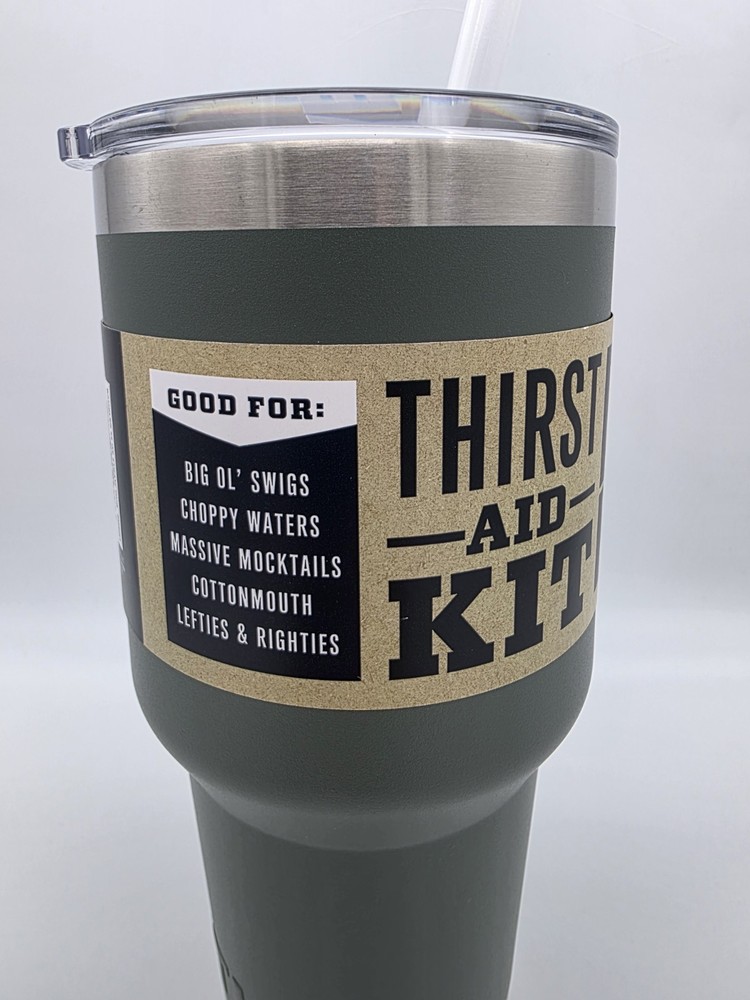 GOOD FOR:
BIG OL' SWIGS
CHOPPY WATERS
MASSIVE MOCKTAILS
COTTONMOUTH
LEFTIES & RIGHTIES
THIRST
AID
KIT